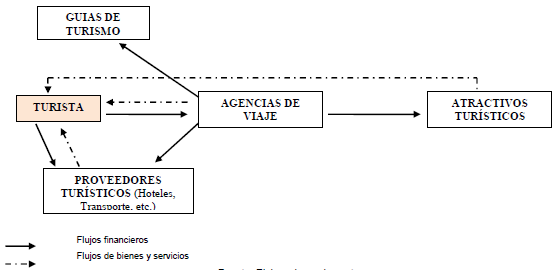 GUIAS DE
TURISMO
TURISTA
AGENCIAS DE
VIAJE
ATRACTIVOS
TURÍSTICOS
PROVEEDORES
TURÍSTICOS (Hoteles,
Transporte, etc.)
Flujos financieros
Flujos de bienes y servicios